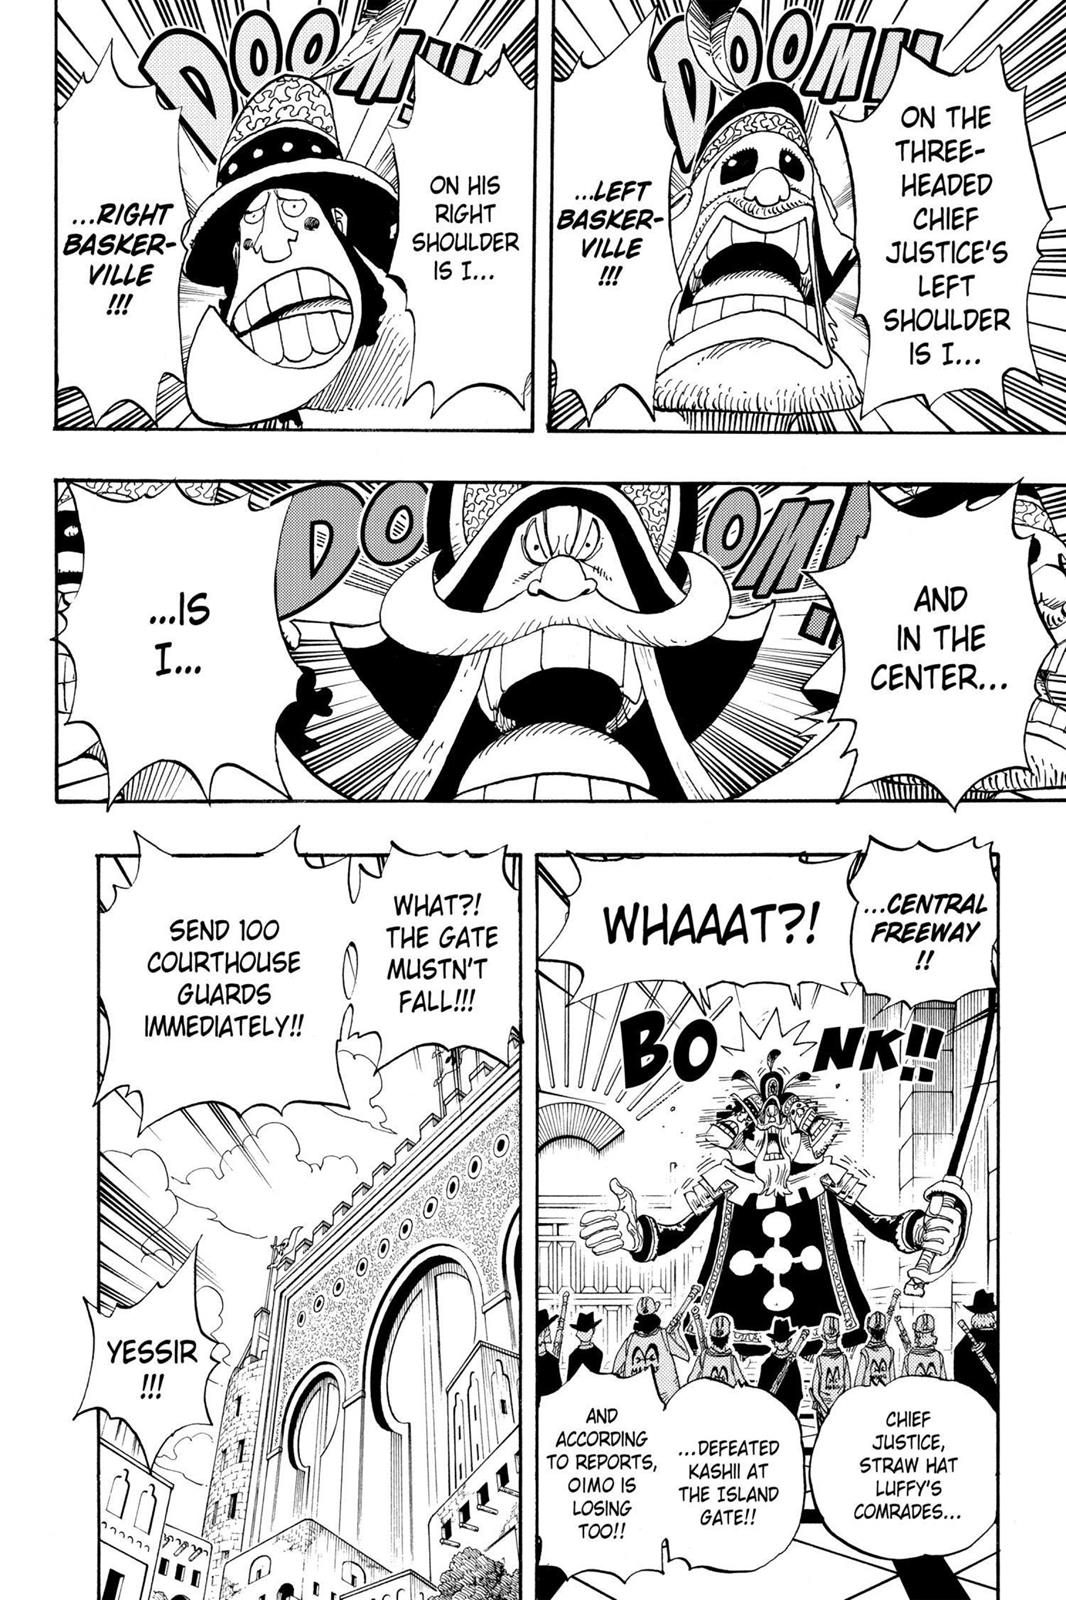 DOOM!!
ON THE
THREE-
HEADED
CHIEF
JUSTICE'S
LEFT
SHOULDER
IS I...
...LEFT
BASKER-
VILLE
!!!
DOOM!!
ON HIS
RIGHT
SHOULDER
IS I...
...RIGHT
BASKER-
VILLE
!!!
AND
IN THE
CENTER...
DOOM!!
...IS
I...
...CENTRAL
FREEWAY
!!
WHAAAT?!
BONK!!
CHIEF
JUSTICE,
STRAW HAT
LUFFY'S
COMRADES...
...DEFEATED
KASHII AT
THE ISLAND
GATE!!
AND
ACCORDING
TO REPORTS,
OIMO IS
LOSING
TOO!!
WHAT?!
THE GATE
MUSTN'T
FALL!!!
SEND 100
COURTHOUSE
GUARDS
IMMEDIATELY!!
YESSIR
!!!